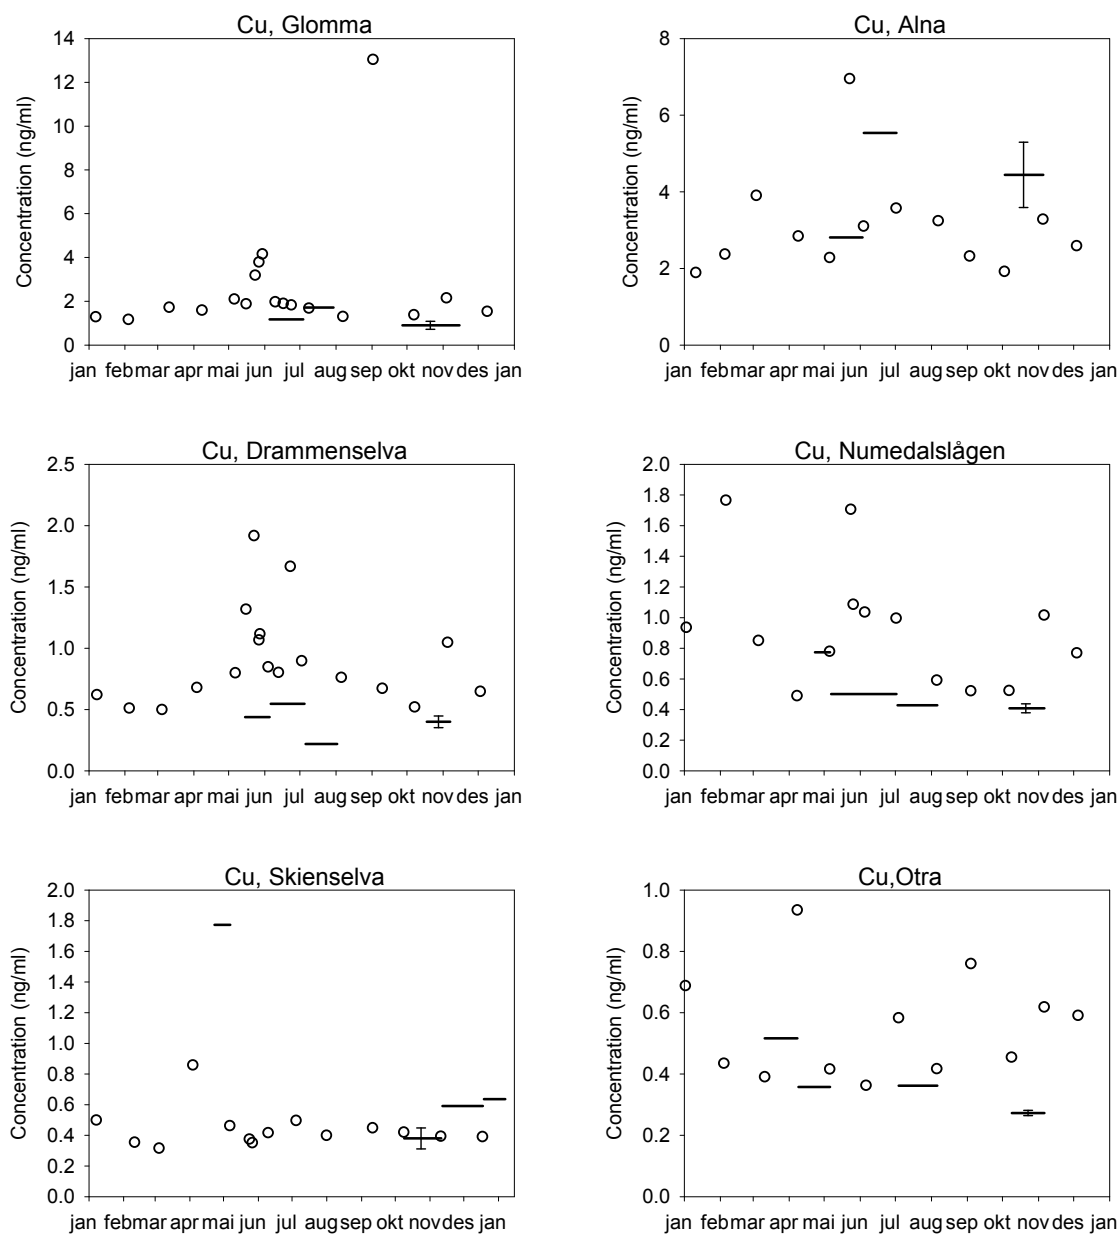 Cu, Glomma
Concentration (ng/ml)
14
12
10
8
6
4
2
0
jan feb mar apr mai jun jul aug sep okt nov des jan
Cu, Alna
Concentration (ng/ml)
8
6
4
2
0
jan feb mar apr mai jun jul aug sep okt nov des jan
Cu, Drammenselva
Concentration (ng/ml)
2.5
2.0
1.5
1.0
0.5
0.0
jan feb mar apr mai jun jul aug sep okt nov des jan
Cu, Numedalslågen
Concentration (ng/ml)
2.0
1.8
1.6
1.4
1.2
1.0
0.8
0.6
0.4
0.2
0.0
jan feb mar apr mai jun jul aug sep okt nov des jan
Cu, Skienselva
Concentration (ng/ml)
2.0
1.8
1.6
1.4
1.2
1.0
0.8
0.6
0.4
0.2
0.0
jan feb mar apr mai jun jul aug sep okt nov des jan
Cu,Otra
Concentration (ng/ml)
1.0
0.8
0.6
0.4
0.2
0.0
jan feb mar apr mai jun jul aug sep okt nov des jan